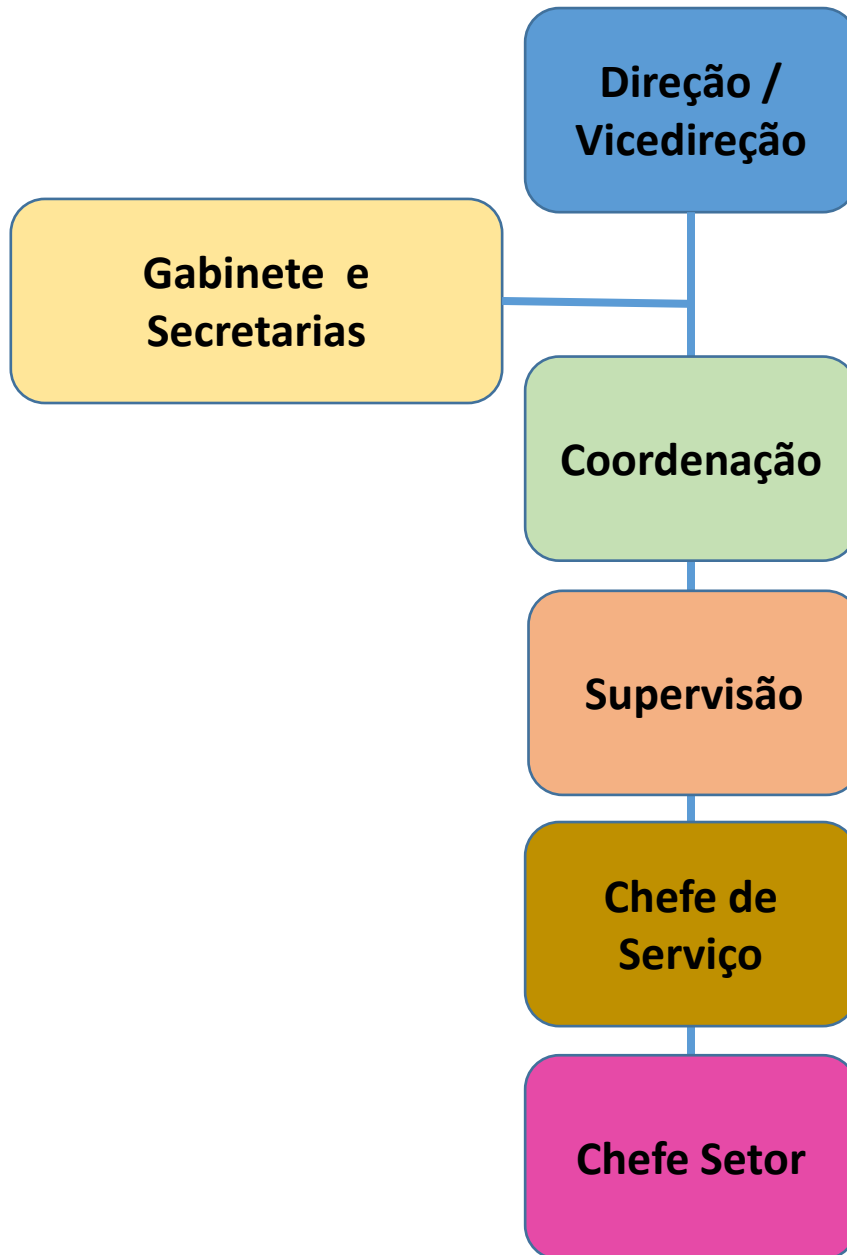 Direção /
Vicedireção
Gabinete e
Secretarias
Coordenação
Supervisão
Chefe de
Serviço
Chefe Setor